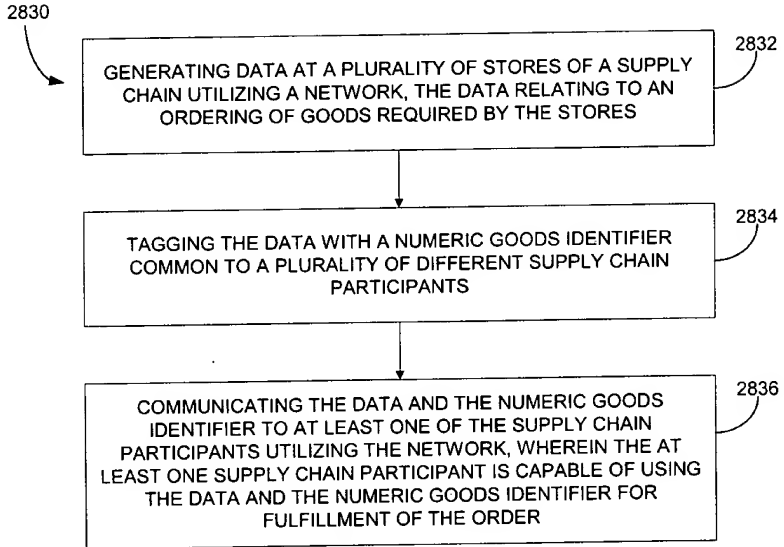 2830
2832
GENERATING DATA AT A PLURALITY OF STORES OF A SUPPLY
CHAIN UTILIZING A NETWORK, THE DATA RELATING TO AN
ORDERING OF GOODS REQUIRED BY THE STORES
2834
TAGGING THE DATA WITH A NUMERIC GOODS IDENTIFIER
COMMON TO A PLURALITY OF DIFFERENT SUPPLY CHAIN
PARTICIPANTS
2836
COMMUNICATING THE DATA AND THE NUMERIC GOODS
IDENTIFIER TO AT LEAST ONE OF THE SUPPLY CHAIN
PARTICIPANTS UTILIZING THE NETWORK, WHEREIN THE AT
LEAST ONE SUPPLY CHAIN PARTICIPANT IS CAPABLE OF USING
THE DATA AND THE NUMERIC GOODS IDENTIFIER FOR
FULFILLMENT OF THE ORDER